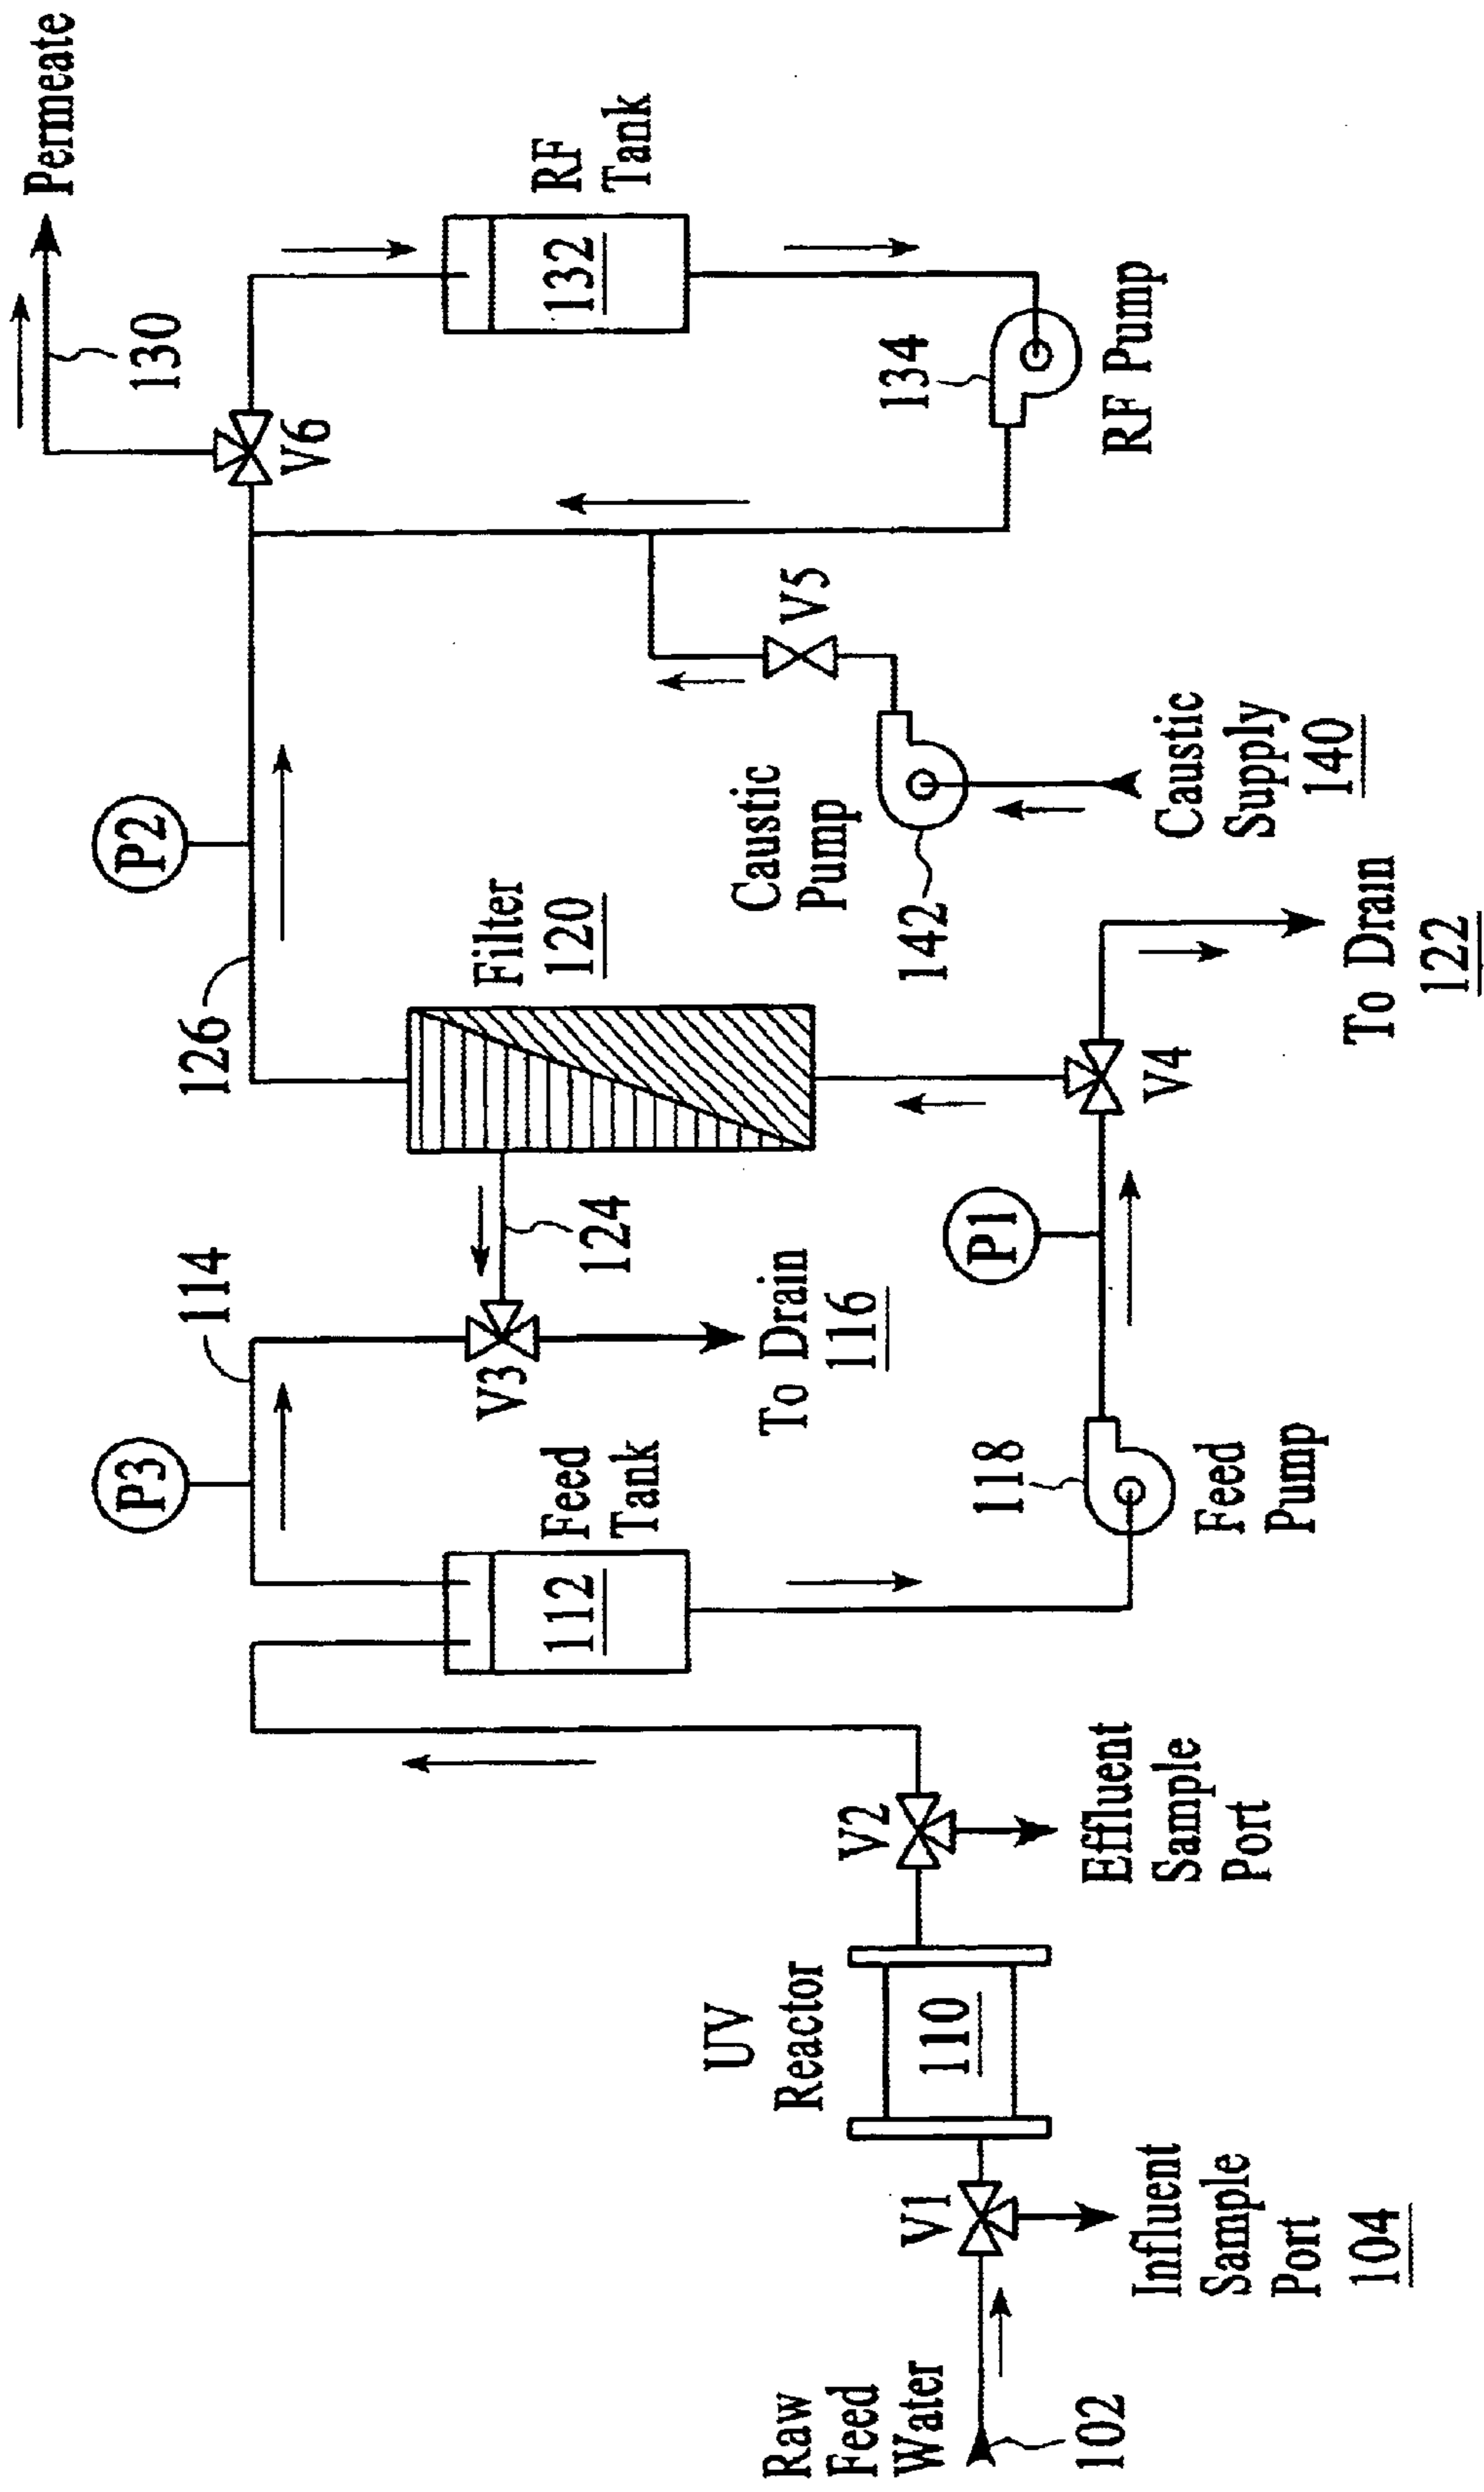 Permeate
130
V6
RF
Tank
132
134
RF Pump
P2
126
V5
Caustic
Pump
142
Caustic
Supply
140
Filter
120
124
V4
To Drain
122
P3
114
V3
To Drain
116
P1
Feed
Tank
112
118
Feed
Pump
V2
Effluent
Sample
Port
UV
Reactor
110
V1
Influent
Sample
Port
104
Raw
Feed
Water
102